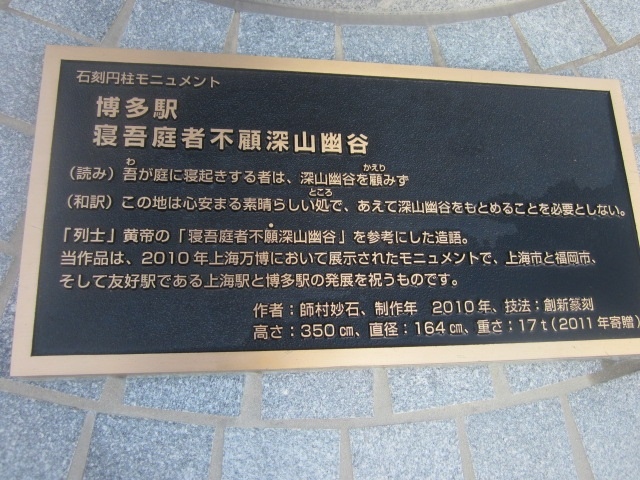 石刻円柱モニュメント
博多駅
寝吾庭者不顧深山幽谷
わ かえり
（読み）吾が庭に寝起きする者は、深山幽谷を顧みず
ところ
（和訳）この地は心安まる素晴らしい処で、あえて深山幽谷をもとめることを必要としない。
「列士」黄帝の「寝吾庭者不願深山幽谷」を参考にした造語。
当作品は、2010年上海万博において展示されたモニュメントで、上海市と福岡市、
そして友好駅である上海駅と博多駅の発展を祝うものです。
作者：師村妙石、制作年 2010年、技法：創新篆刻
高さ：350㎝、直径：164㎝、重さ：17t（2011年寄贈）